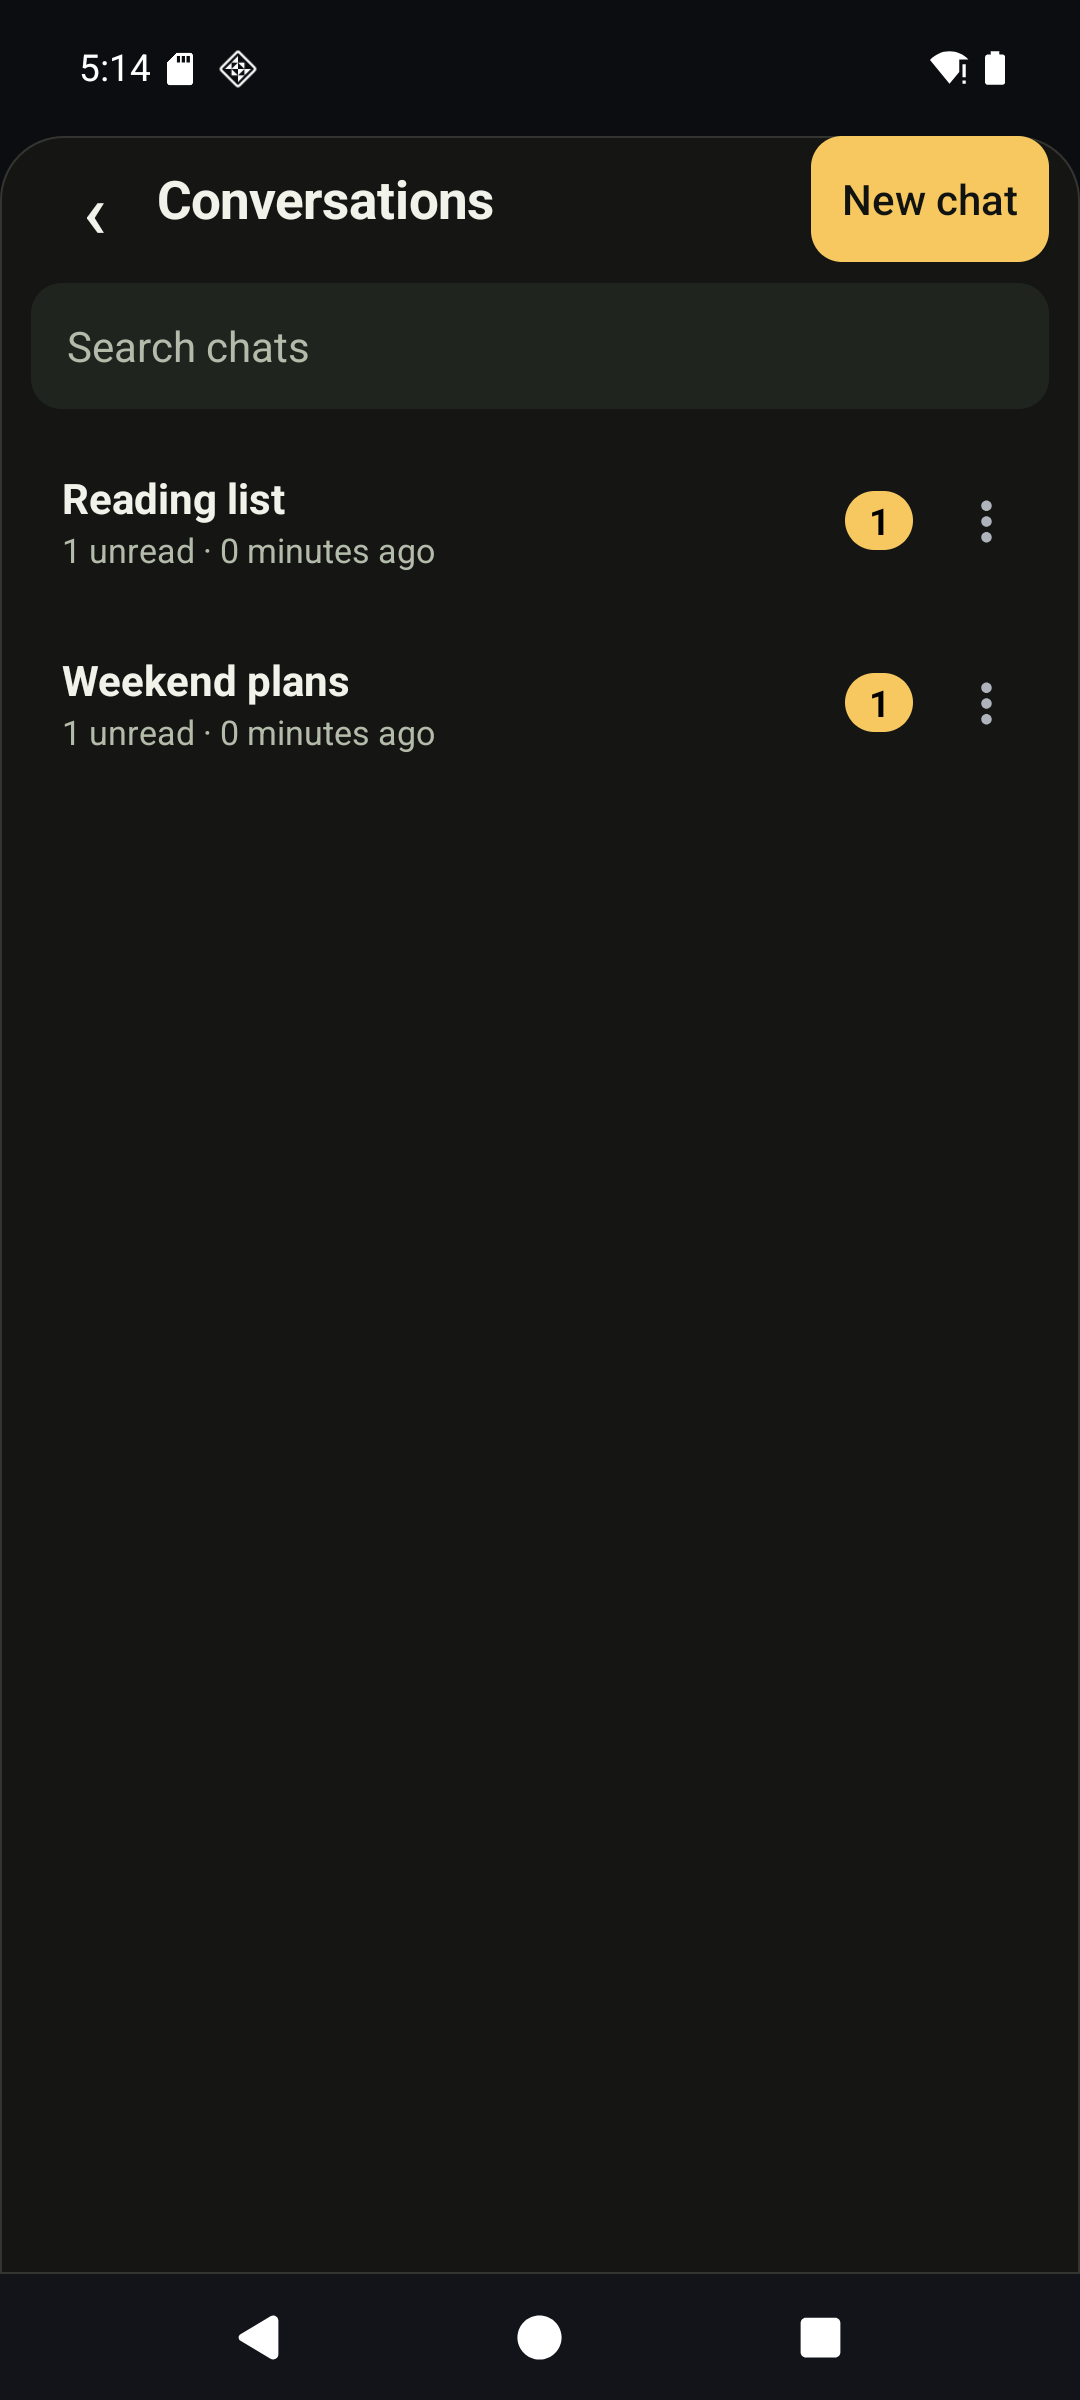 5:14
Conversations
New chat
Search chats
Reading list
1 unread · 0 minutes ago
1
Weekend plans
1 unread · 0 minutes ago
1